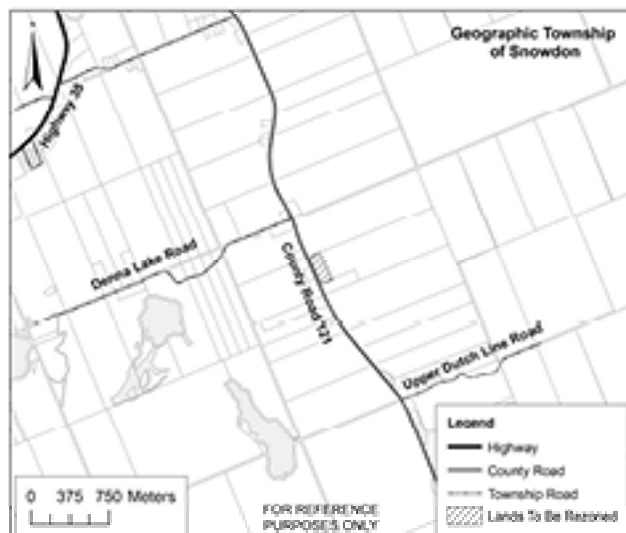 Geographic Township
of Snowdon
Highway 35
Denna Lake Road
County Road 121
Upper Dutch Line Road
Legend
Highway
County Road
Township Road
Lands To Be Rezoned
0 375 750 Meters
FOR REFERENCE
PURPOSES ONLY